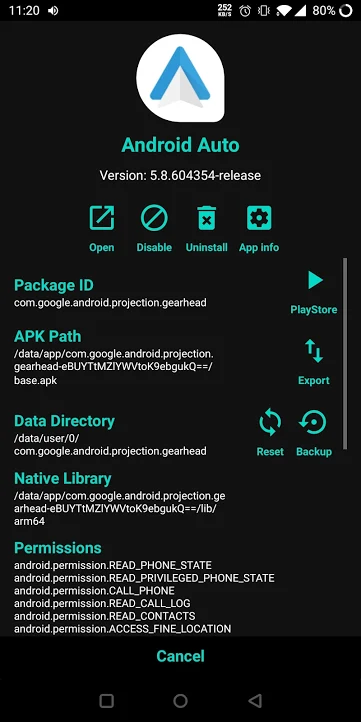 11:20
252
KB/S
80%
Android Auto
Version: 5.8.604354-release
Open
Disable
Uninstall
App info
Package ID
com.google.android.projection.gearhead
PlayStore
APK Path
/data/app/com.google.android.projection.
gearhead-eBUYTtMZlYWVtoK9ebgukQ==/
base.apk
Export
Data Directory
/data/user/0/
com.google.android.projection.gearhead
Reset
Backup
Native Library
/data/app/com.google.android.projection.ge
arhead-eBUYTtMZlYWVtoK9ebgukQ==/lib/
arm64
Permissions
android.permission.READ_PHONE_STATE
android.permission.READ_PRIVILEGED_PHONE_STATE
android.permission.CALL_PHONE
android.permission.READ_CALL_LOG
android.permission.READ_CONTACTS
android.permission.ACCESS_FINE_LOCATION
Cancel